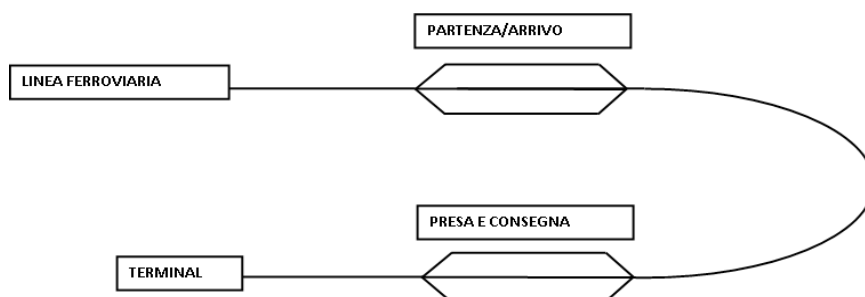 PARTENZA/ARRIVO
LINEA FERROVIARIA
PRESA E CONSEGNA
TERMINAL